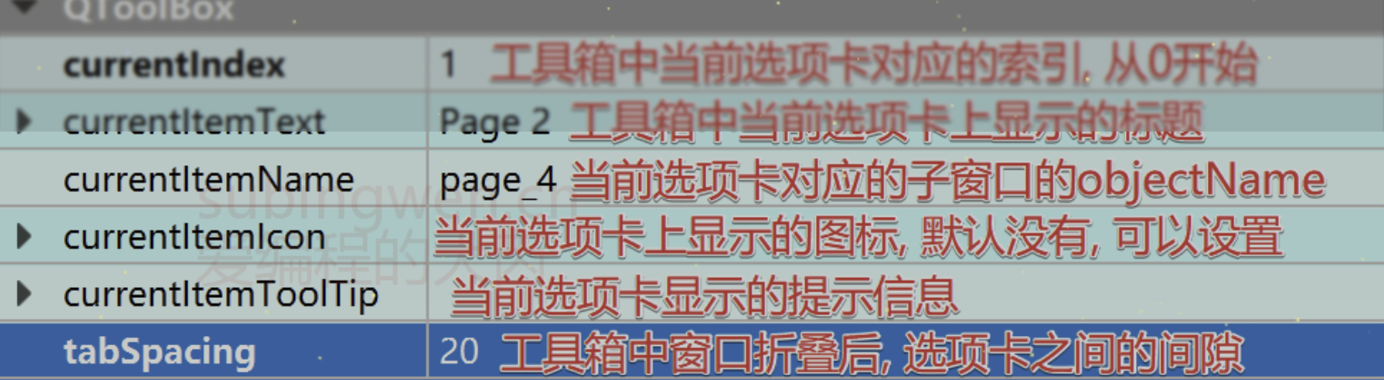 QToolBox
currentIndex 1 工具箱中当前选项卡对应的索引, 从0开始
currentItemText Page 2 工具箱中当前选项卡上显示的标题
currentItemName page_4 当前选项卡对应的子窗口的objectName
currentItemIcon 当前选项卡上显示的图标, 默认没有, 可以设置
currentItemToolTip 当前选项卡显示的提示信息
tabSpacing 20 工具箱中窗口折叠后, 选项卡之间的间隙
subingwen.cn
爱编程的大丙